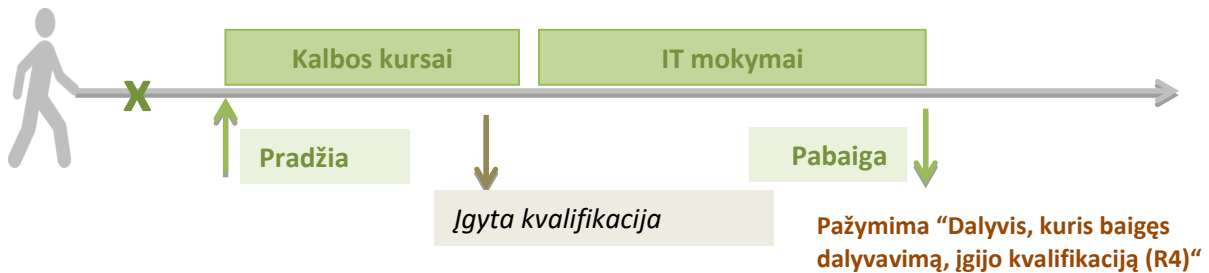 Kalbos kursai
IT mokymai
X
Pradžia
Pabaiga
Įgyta kvalifikacija
Pažymima “Dalyvis, kuris baigęs
dalyvavimą, įgijo kvalifikaciją (R4)“